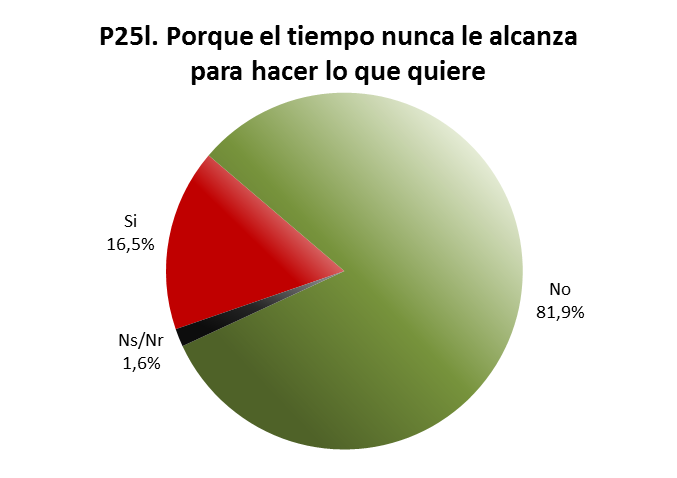 P25l. Porque el tiempo nunca le alcanza
para hacer lo que quiere
Si
16,5%
No
81,9%
Ns/Nr
1,6%